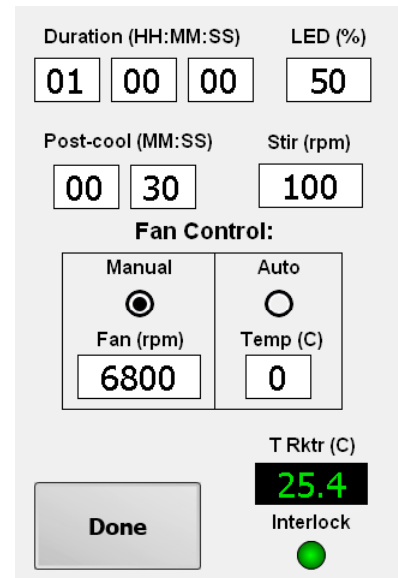 Duration (HH:MM:SS) LED (%)
01 00 00 50
Post-cool (MM:SS) Stir (rpm)
00 30 100
Fan Control:
Manual Auto
Fan (rpm) Temp (C)
6800 0
T Rktr (C)
25.4
Done Interlock